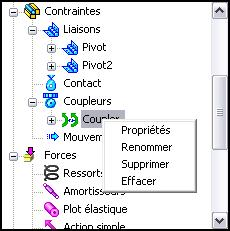 Contraintes
Liaisons
Pivot
Pivot2
Contact
Coupleurs
Coupler
Propriétés
Renommer
Supprimer
Effacer
Mouvem
Forces
Ressorts
Amortisseurs
Plot élastique
Action simple